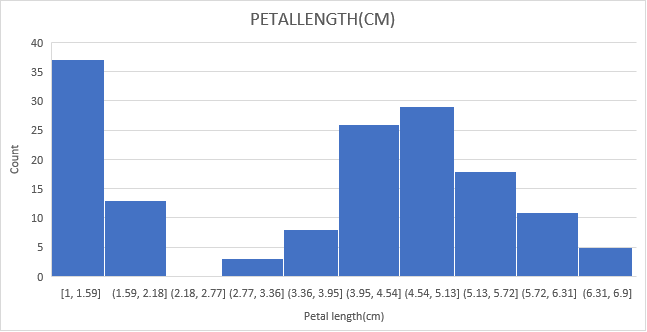 PETALLENGTH(CM)
40
35
30
25
20
15
10
5
0
Count
[1, 1.59] (1.59, 2.18] (2.18, 2.77] (2.77, 3.36] (3.36, 3.95] (3.95, 4.54] (4.54, 5.13] (5.13, 5.72] (5.72, 6.31] (6.31, 6.9]
Petal length(cm)